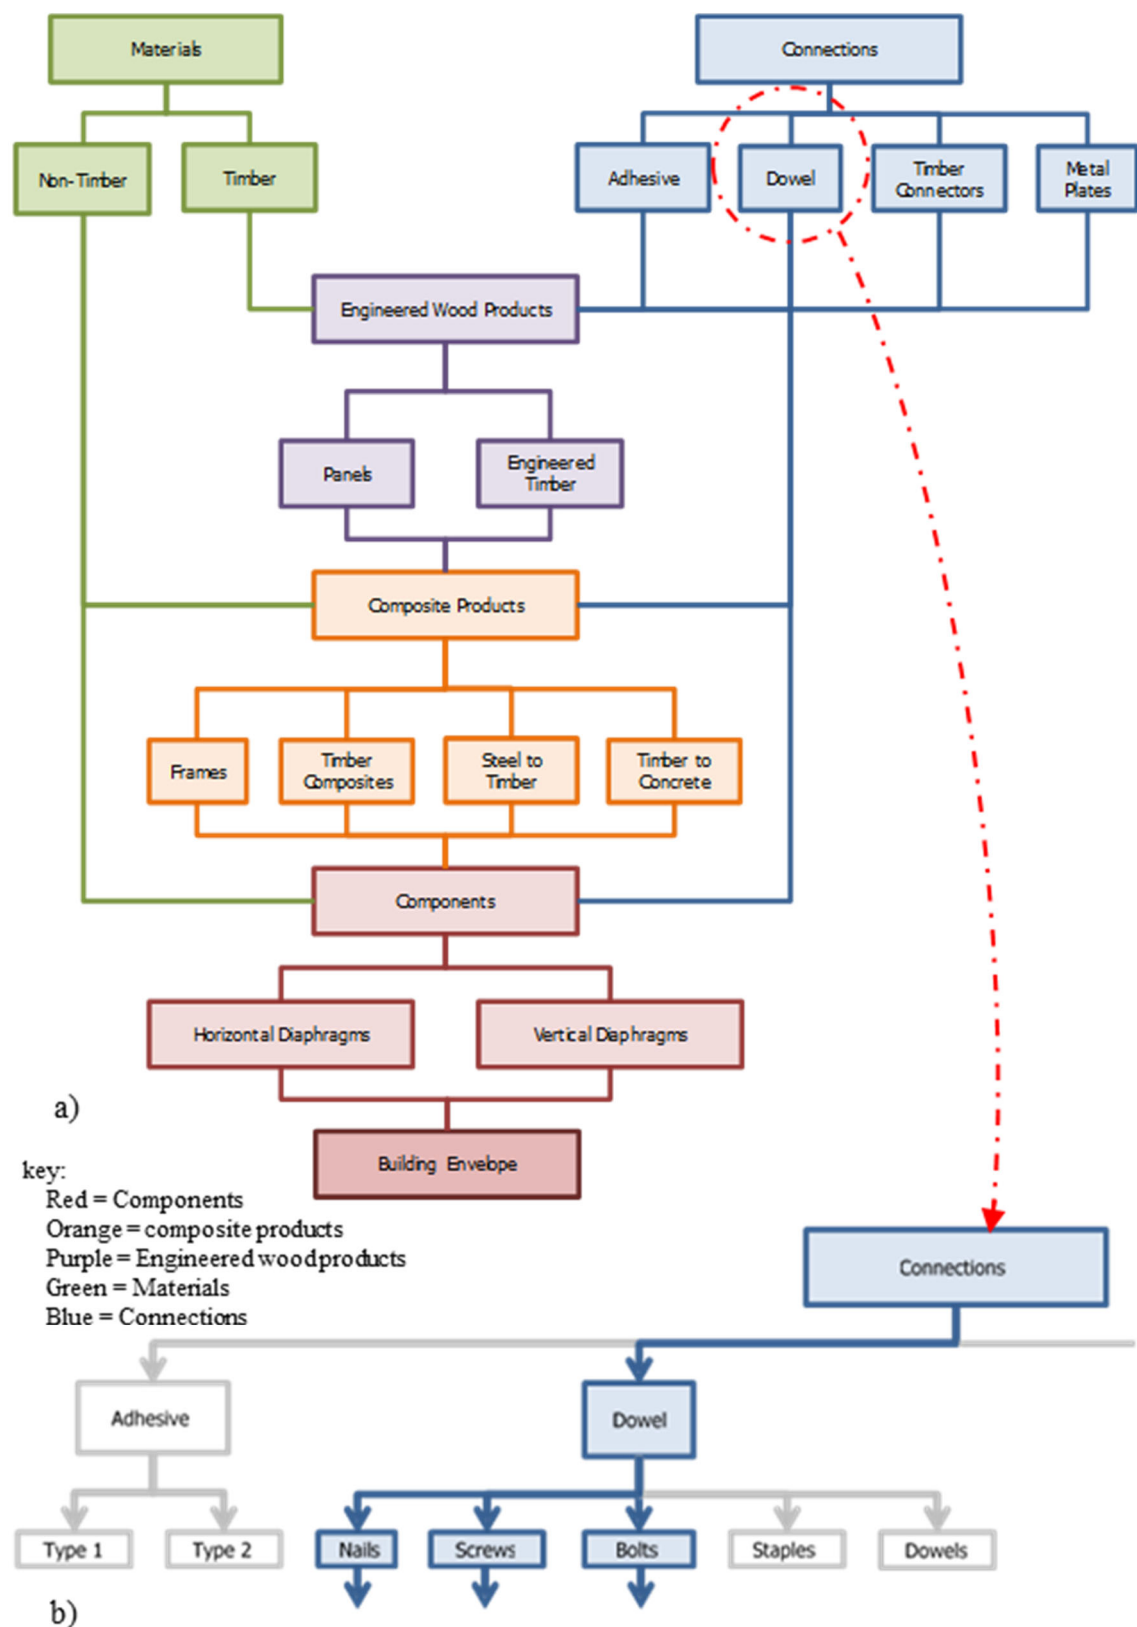 Materials
Connections
Non-Timber
Timber
Adhesive
Dowel
Timber
Connectors
Metal
Plates
Engineered Wood Products
Panels
Engineered
Timber
Composite Products
Frames
Timber
Composites
Steel to
Timber
Timber to
Concrete
Components
Horizontal Diaphragms
Vertical Diaphragms
a)
Building Envelope
key:
Red = Components
Orange = composite products
Purple = Engineered wood products
Green = Materials
Blue = Connections
Connections
Adhesive
Dowel
Type 1
Type 2
Nails
Screws
Bolts
Staples
Dowels
b)